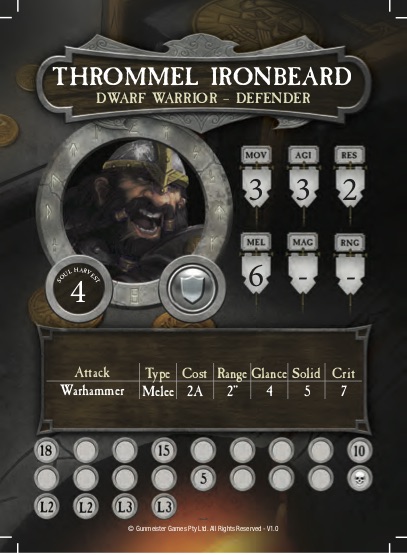 THROMMEL IRONBEARD
DWARF WARRIOR – DEFENDER
MOV AGI RES
3 3 2
MEL MAG RNG
6 - -
SOUL HARVEST
4
Attack Type Cost Range Glance Solid Crit
Warhammer Melee 2A 2" 4 5 7
18 15 10
5
L2 L2 L3 L3
© Gunmeister Games Pty Ltd. All Rights Reserved - V1.0